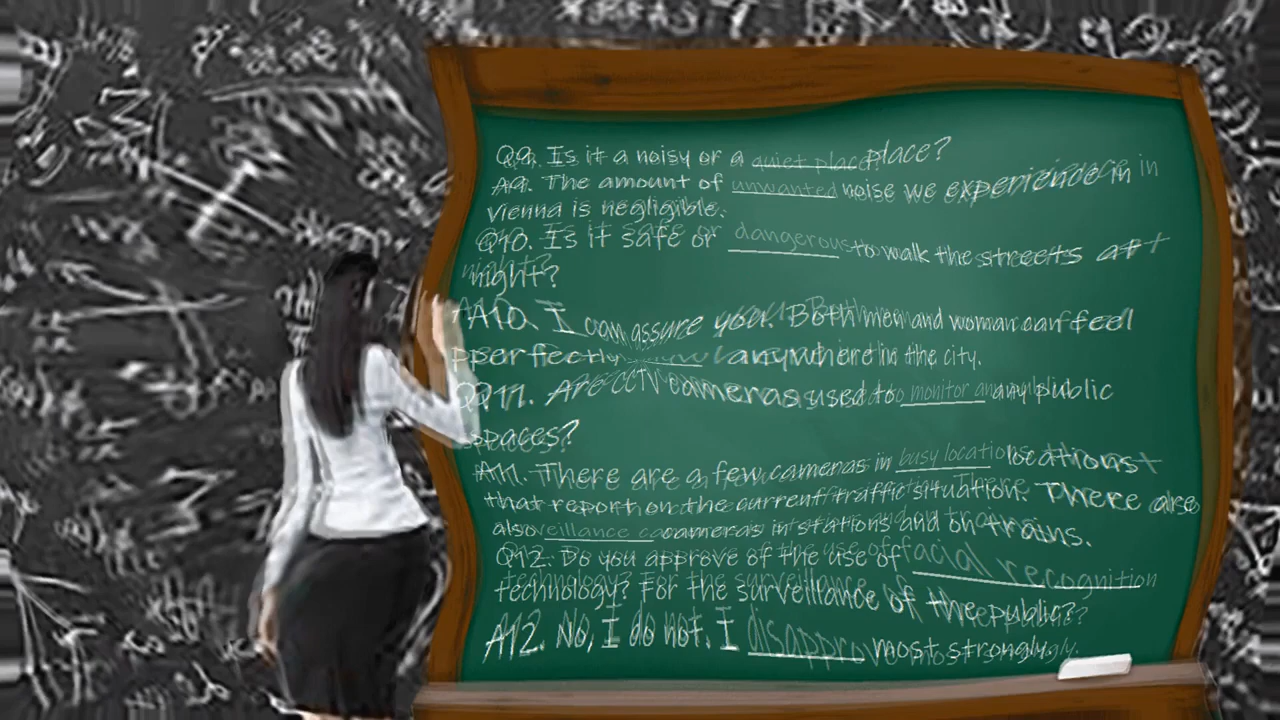 Q9. Is it a noisy or a quiet place place?
A9. The amount of unwanted noise we experience in
Vienna is negligible.
Q10. Is it safe or dangerous to walk the streets at
night?
A10. I can assure you. Both men and woman can feel
perfectly anywhere in the city.
Q11. Are CCTV cameras used to monitor any public
spaces?
A11. There are a few cameras in busy locations
that report on the current traffic situation. There are
also cameras in stations and on trains.
Q12. Do you approve of the use of facial recognition
technology? For the surveillance of the public?
A12. No, I do not. I disapprove most strongly.